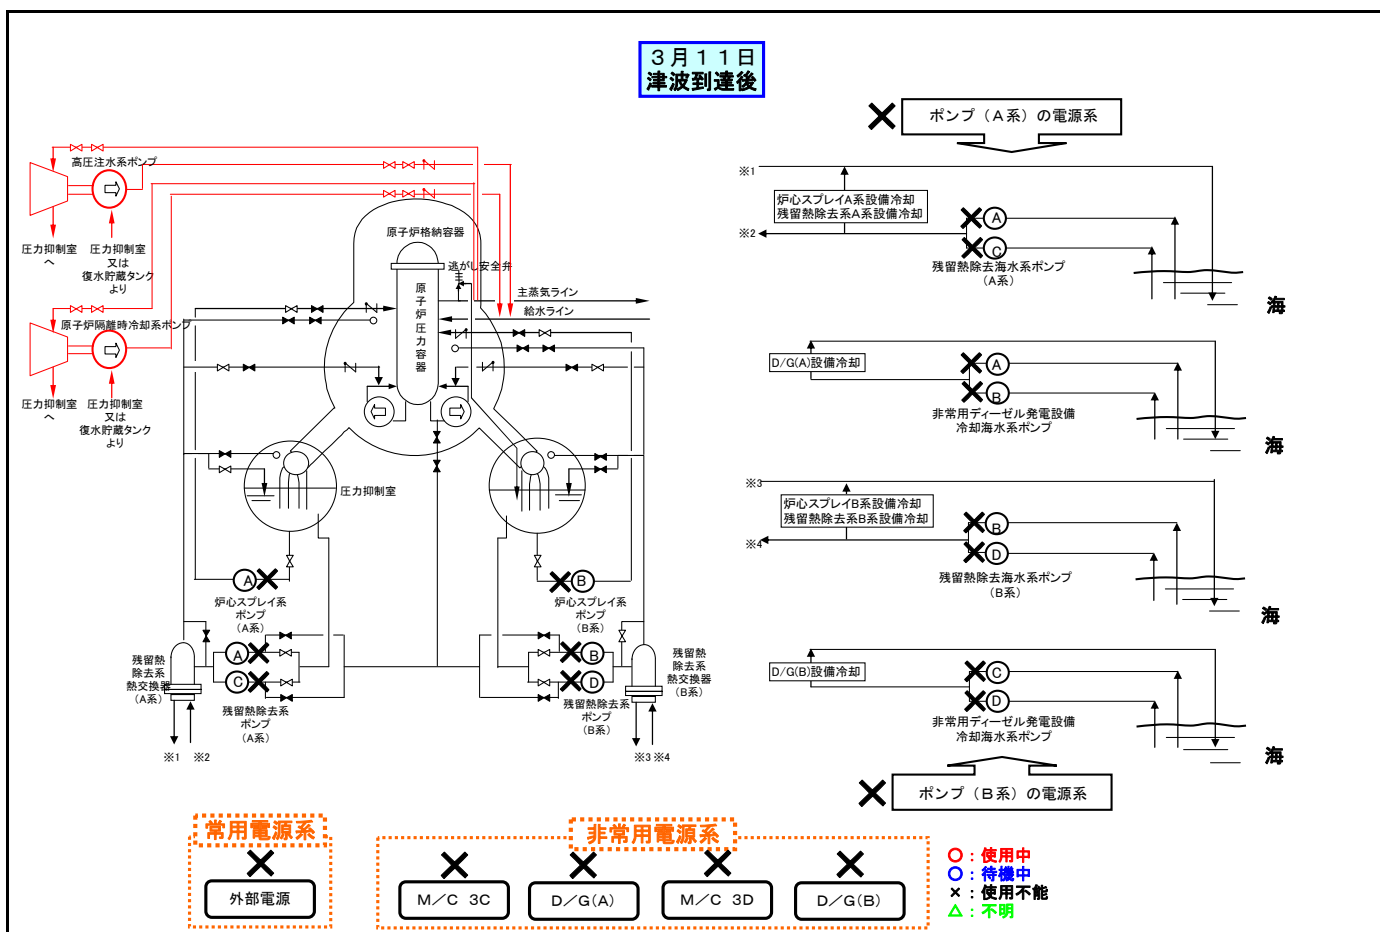 ３月１１日
津波到達後
ポンプ（Ａ系）の電源系
高圧注水系ポンプ
圧力抑制室
へ
圧力抑制室
又は
復水貯蔵タンク
より
原子炉隔離時冷却系ポンプ
圧力抑制室
へ
圧力抑制室
又は
復水貯蔵タンク
より
原子炉格納容器
逃がし安全弁
原子炉圧力容器
主蒸気ライン
給水ライン
圧力抑制室
A
炉心スプレイ系
ポンプ
（A系）
B
炉心スプレイ系
ポンプ
（B系）
残留熱
除去系
熱交換器
（A系）
A
C
残留熱除去系
ポンプ
（A系）
B
D
残留熱除去系
ポンプ
（B系）
残留熱
除去系
熱交換器
（B系）
※1 ※2
※3 ※4
※1
炉心スプレイA系設備冷却
残留熱除去系A系設備冷却
※2
A
C
残留熱除去海水系ポンプ
（A系）
海
D/G(A)設備冷却
A
B
非常用ディーゼル発電設備
冷却海水系ポンプ
海
※3
炉心スプレイB系設備冷却
残留熱除去系B系設備冷却
※4
B
D
残留熱除去海水系ポンプ
（B系）
海
D/G(B)設備冷却
C
D
非常用ディーゼル発電設備
冷却海水系ポンプ
海
ポンプ（Ｂ系）の電源系
常用電源系
外部電源
非常用電源系
M／C 3C
D／G(A)
M／C 3D
D／G(B)
○：使用中
○：待機中
×：使用不能
△：不明